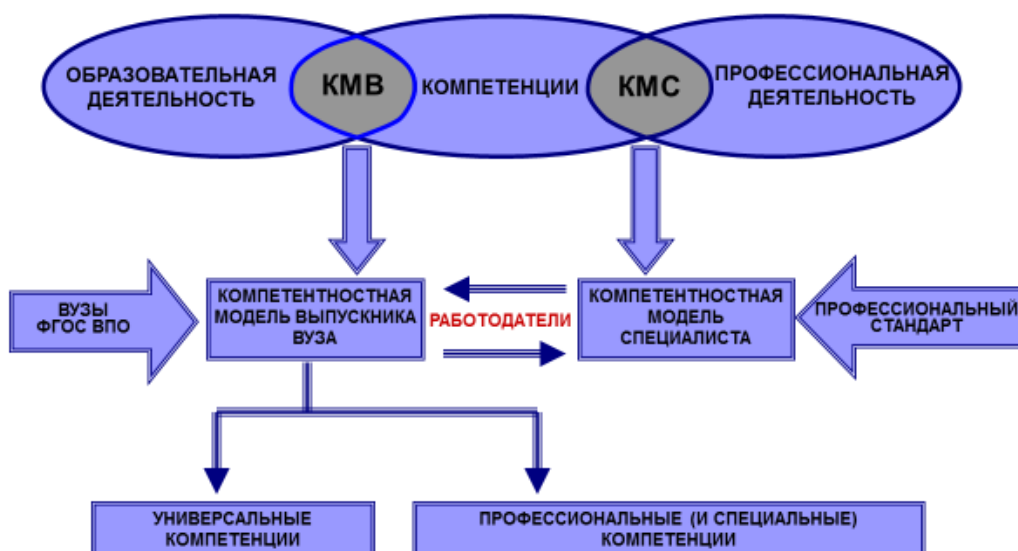 ОБРАЗОВАТЕЛЬНАЯ
ДЕЯТЕЛЬНОСТЬ
КМВ
КОМПЕТЕНЦИИ
КМС
ПРОФЕССИОНАЛЬНАЯ
ДЕЯТЕЛЬНОСТЬ
ВУЗЫ
ФГОС ВПО
КОМПЕТЕНТНОСТНАЯ
МОДЕЛЬ ВЫПУСКНИКА
ВУЗА
РАБОТОДАТЕЛИ
КОМПЕТЕНТНОСТНАЯ
МОДЕЛЬ
СПЕЦИАЛИСТА
ПРОФЕССИОНАЛЬНЫЙ
СТАНДАРТ
УНИВЕРСАЛЬНЫЕ
КОМПЕТЕНЦИИ
ПРОФЕССИОНАЛЬНЫЕ (И СПЕЦИАЛЬНЫЕ)
КОМПЕТЕНЦИИ